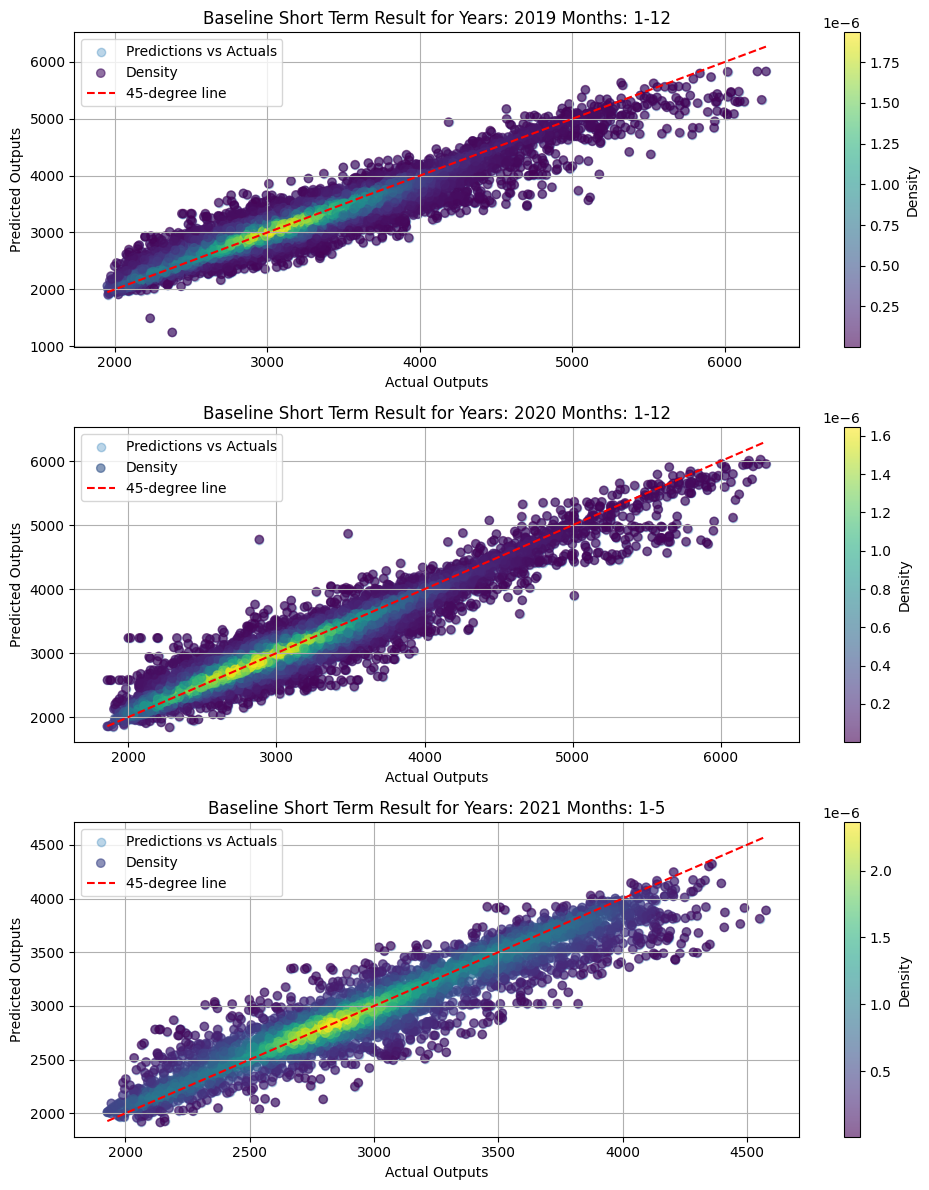 Baseline Short Term Result for Years: 2019 Months: 1-12
1e−6
Predictions vs Actuals
Density
45-degree line
6000
5000
4000
3000
2000
1000
Predicted Outputs
2000 3000 4000 5000 6000
Actual Outputs
1.75
1.50
1.25
1.00
0.75
0.50
0.25
Density
Baseline Short Term Result for Years: 2020 Months: 1-12
1e−6
Predictions vs Actuals
Density
45-degree line
6000
5000
4000
3000
2000
Predicted Outputs
2000 3000 4000 5000 6000
Actual Outputs
1.6
1.4
1.2
1.0
0.8
0.6
0.4
0.2
Density
Baseline Short Term Result for Years: 2021 Months: 1-5
1e−6
Predictions vs Actuals
Density
45-degree line
4500
4000
3500
3000
2500
2000
Predicted Outputs
2000 2500 3000 3500 4000 4500
Actual Outputs
2.0
1.5
1.0
0.5
Density